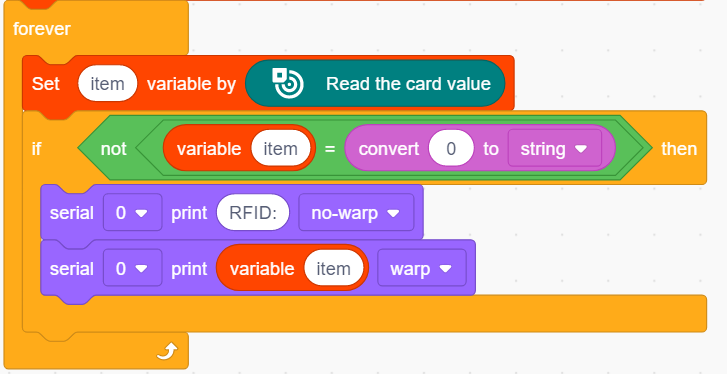 forever
Set item variable by Read the card value
if not variable item = convert 0 to string then
serial 0 print RFID: no-warp
serial 0 print variable item warp